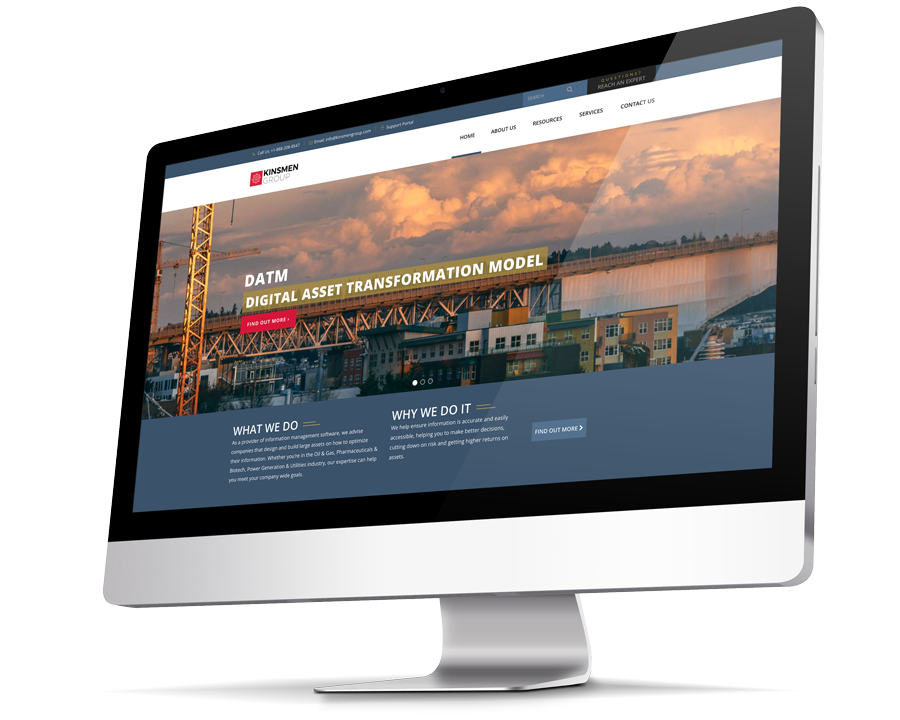 QUESTIONS?
REACH AN EXPERT
SEARCH
Call Us: +1-888-208-8547 Email: info@kinsmengroup.com Support Portal
HOME ABOUT US RESOURCES SERVICES CONTACT US
KINSMEN
GROUP
DATM
DIGITAL ASSET TRANSFORMATION MODEL
FIND OUT MORE ›
WHAT WE DO
As a provider of information management software, we advise
companies that design and build large assets on how to optimize
their information. Whether you're in the Oil & Gas, Pharmaceuticals &
Biotech, Power Generation & Utilities industry, our expertise can help
you meet your company wide goals.
WHY WE DO IT
We help ensure information is accurate and easily
accessible, helping you to make better decisions,
cutting down on risk and getting higher returns on
assets.
FIND OUT MORE